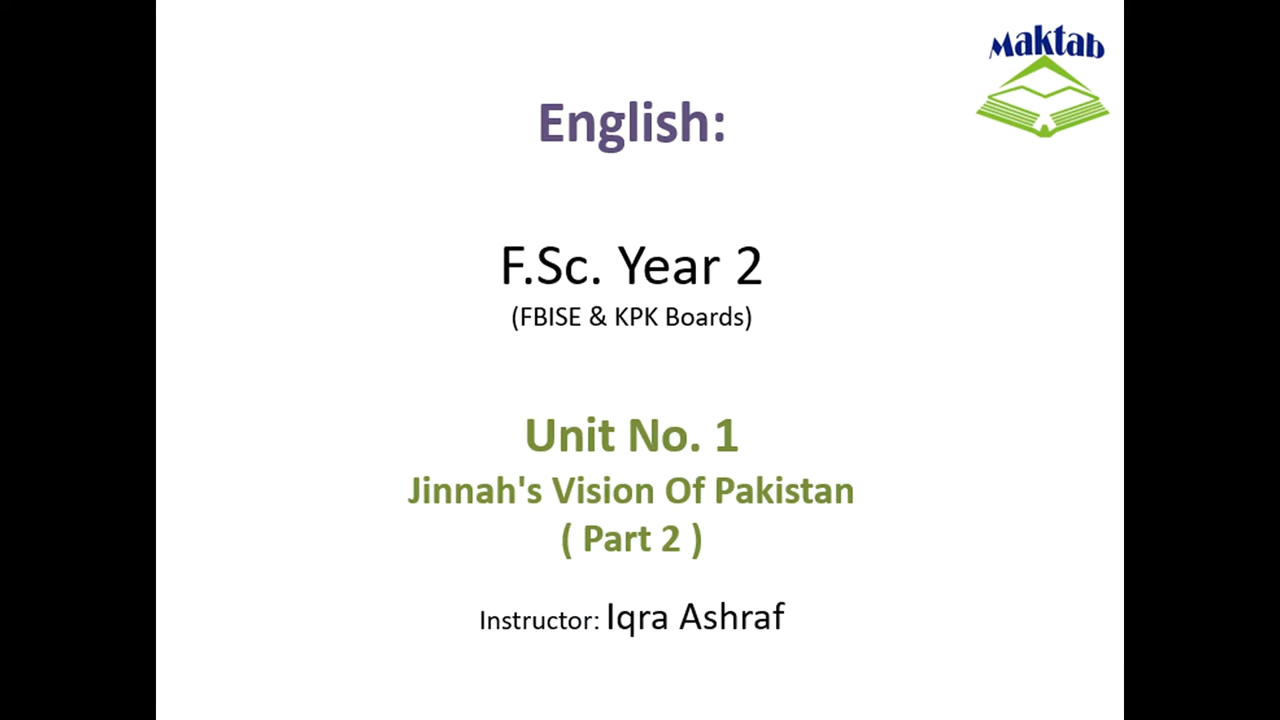 Maktab
English:
F.Sc. Year 2
(FBISE & KPK Boards)
Unit No. 1
Jinnah's Vision Of Pakistan
( Part 2 )
Instructor: Iqra Ashraf